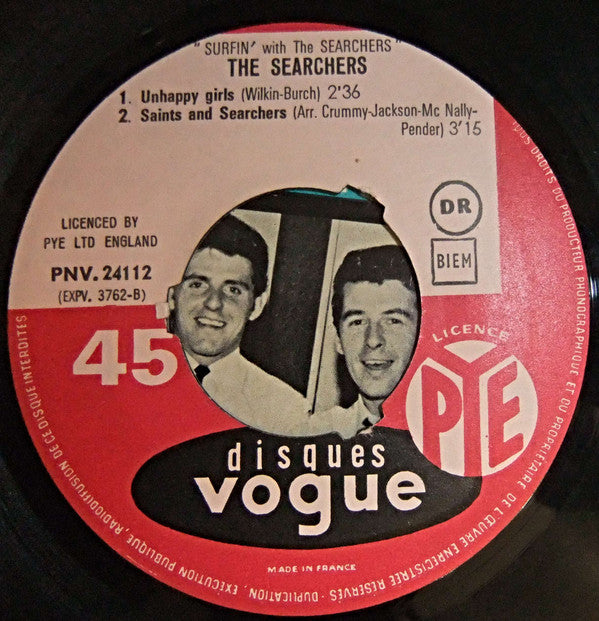 " SURFIN' with The SEARCHERS "
THE SEARCHERS
1. Unhappy girls (Wilkin-Burch) 2'36
2. Saints and Searchers (Arr. Crummy-Jackson-Mc Nally-
Pender) 3'15
LICENCED BY
PYE LTD ENGLAND
PNV. 24112
(EXPV. 3762-B)
DR
BIEM
45
LICENCE
PYE
disques
vogue
MADE IN FRANCE
TOUS DROITS DU PRODUCTEUR PHONOGRAPHIQUE ET DU PROPRIETAIRE DE L'ŒUVRE ENREGISTREE RESERVES - DUPLICATION, EXECUTION PUBLIQUE, RADIODIFFUSION DE CE DISQUE INTERDITES